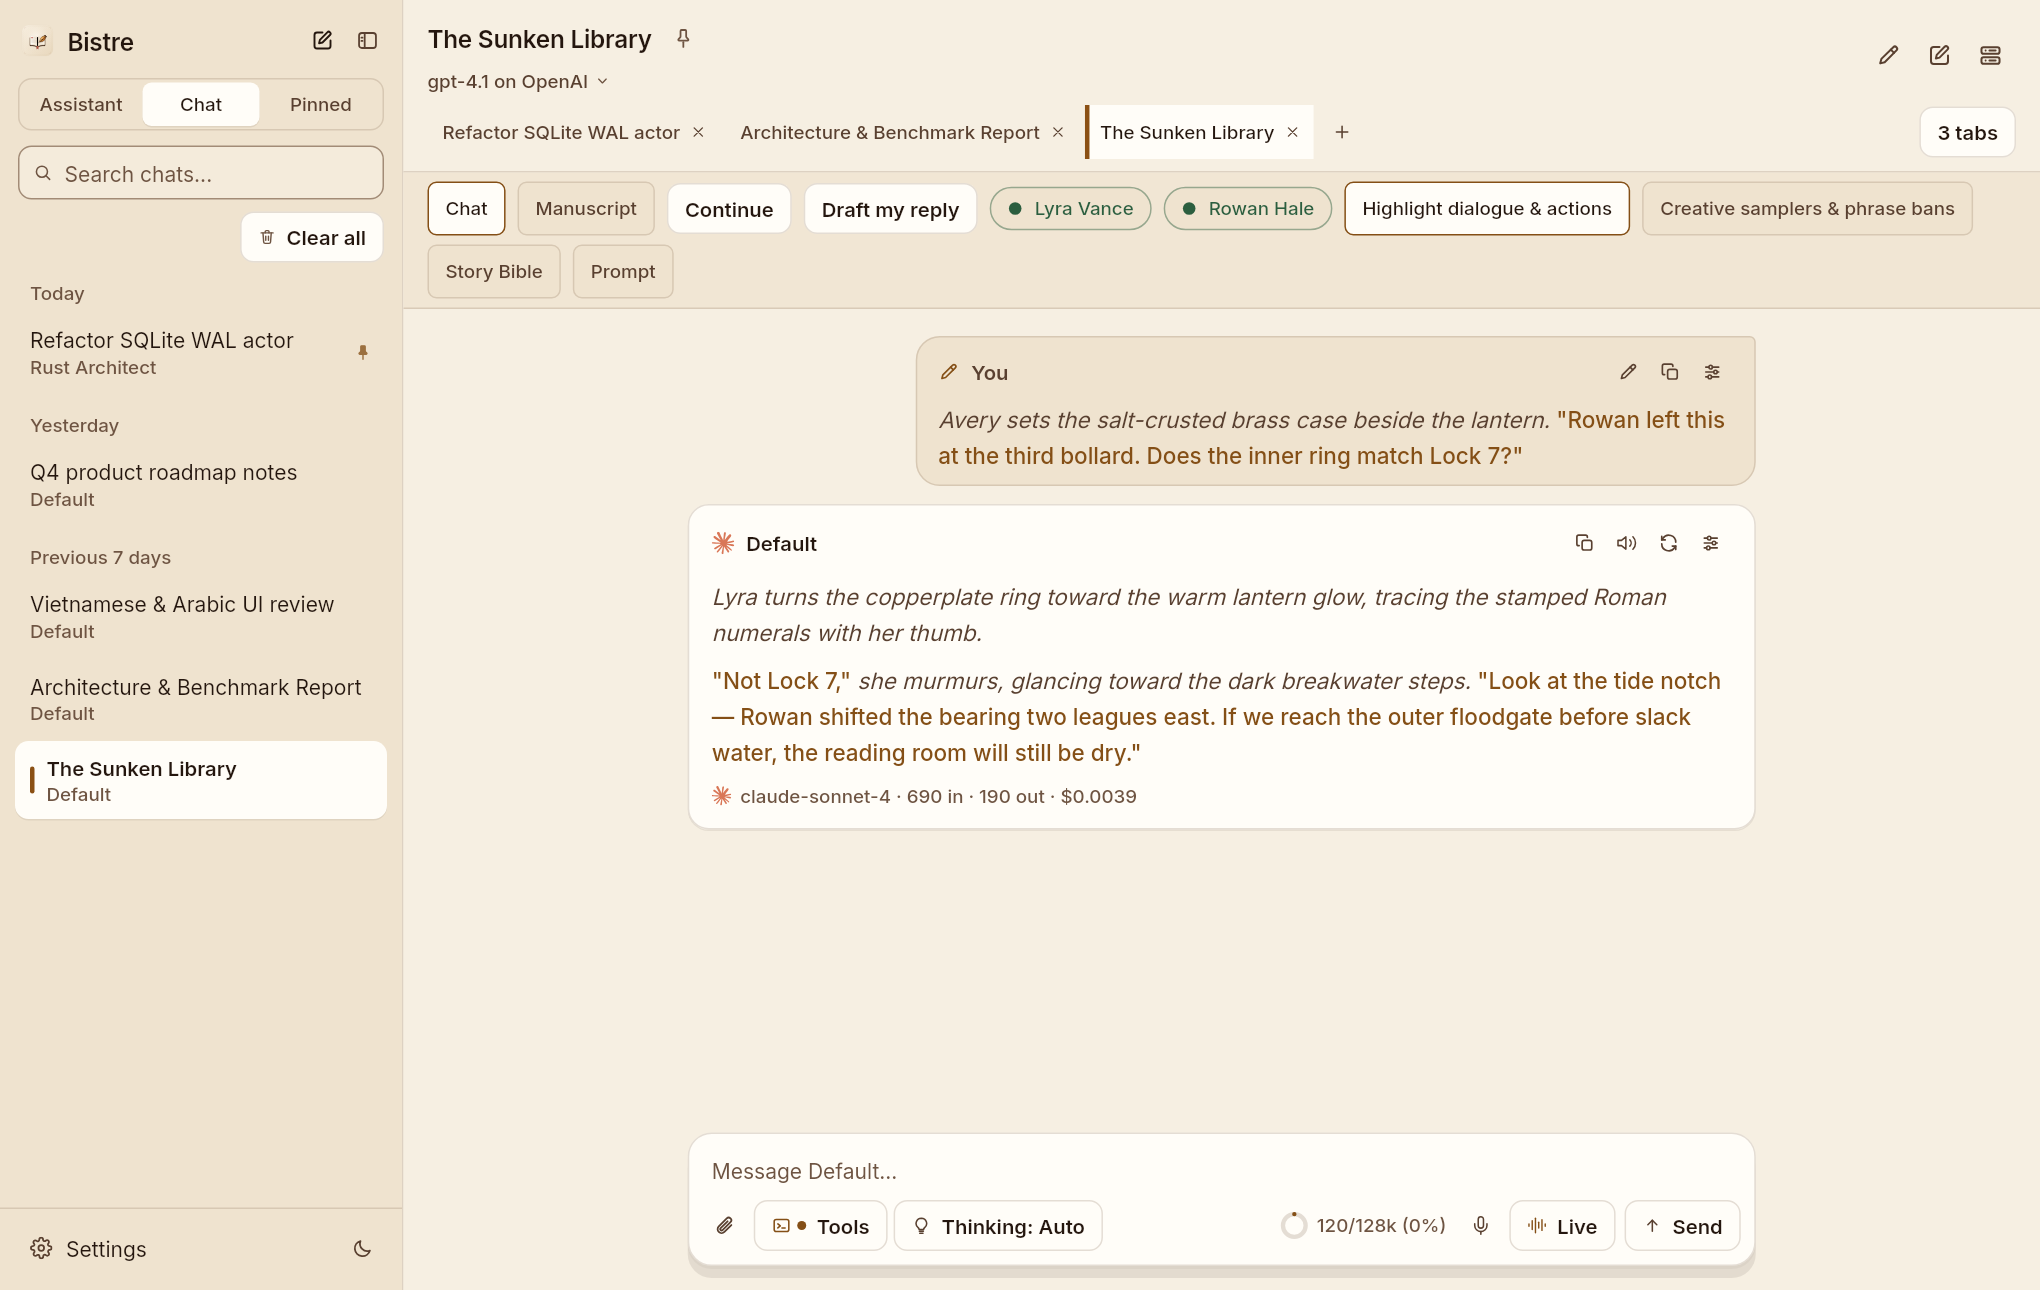 Bistre
Assistant
Chat
Pinned
Search chats...
Clear all
Today
Refactor SQLite WAL actor
Rust Architect
Yesterday
Q4 product roadmap notes
Default
Previous 7 days
Vietnamese & Arabic UI review
Default
Architecture & Benchmark Report
Default
The Sunken Library
Default
Settings
The Sunken Library
gpt-4.1 on OpenAI
Refactor SQLite WAL actor
Architecture & Benchmark Report
The Sunken Library
3 tabs
Chat
Manuscript
Continue
Draft my reply
Lyra Vance
Rowan Hale
Highlight dialogue & actions
Creative samplers & phrase bans
Story Bible
Prompt
You
Avery sets the salt-crusted brass case beside the lantern. "Rowan left this
at the third bollard. Does the inner ring match Lock 7?"
Default
Lyra turns the copperplate ring toward the warm lantern glow, tracing the stamped Roman
numerals with her thumb.
"Not Lock 7," she murmurs, glancing toward the dark breakwater steps. "Look at the tide notch
— Rowan shifted the bearing two leagues east. If we reach the outer floodgate before slack
water, the reading room will still be dry."
claude-sonnet-4 · 690 in · 190 out · $0.0039
Message Default...
Tools
Thinking: Auto
120/128k (0%)
Live
Send